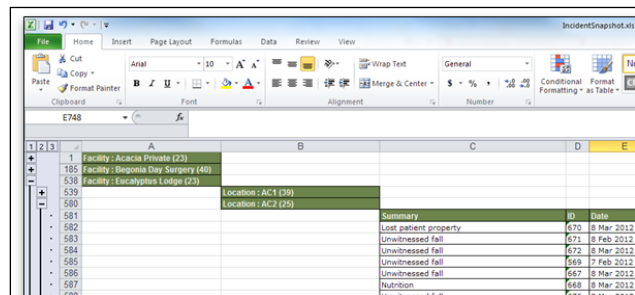 IncidentSnapshot.xls
File Home Insert Page Layout Formulas Data Review View
Cut
Copy
Format Painter
Paste
Clipboard
Arial 10 A A
B I U A
Font
Wrap Text
Merge & Center
Alignment
General
$ % ,
Number
Conditional Formatting
Format as Table
E748 fx
1 2 3 A B C D E
1 Facility : Acacia Private (23)
185 Facility : Begonia Day Surgery (40)
538 Facility : Eucalyptus Lodge (23)
539 Location : AC1 (39)
580 Location : AC2 (25)
581 Summary ID Date
582 Lost patient property 670 8 Mar 2012
583 Unwitnessed fall 671 8 Feb 2012
584 Unwitnessed fall 672 8 Mar 2012
585 Unwitnessed fall 569 7 Feb 2012
586 Unwitnessed fall 667 8 Mar 2012
587 Nutrition 668 8 Mar 2012